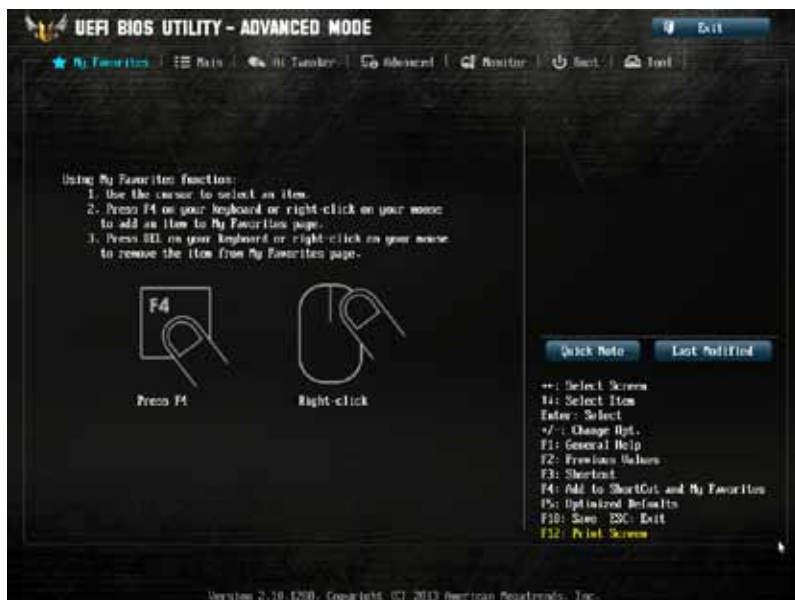 UEFI BIOS UTILITY - ADVANCED MODE
Exit
My Favorites
Main
Ai Tweaker
Advanced
Monitor
Boot
Tool
Using My Favorites function:
1. Use the cursor to select an item.
2. Press F4 on your keyboard or right-click on your mouse
to add an item to My Favorites page.
3. Press DEL on your keyboard or right-click on your mouse
to remove the item from My Favorites page.
F4
Press F4
Right-click
Quick Note
Last Modified
→←: Select Screen
↑↓: Select Item
Enter: Select
+/-: Change Opt.
F1: General Help
F2: Previous Values
F3: Shortcut
F4: Add to ShortCut and My Favorites
F5: Optimized Defaults
F10: Save ESC: Exit
F12: Print Screen
Version 2.10.1208. Copyright (C) 2013 American Megatrends, Inc.